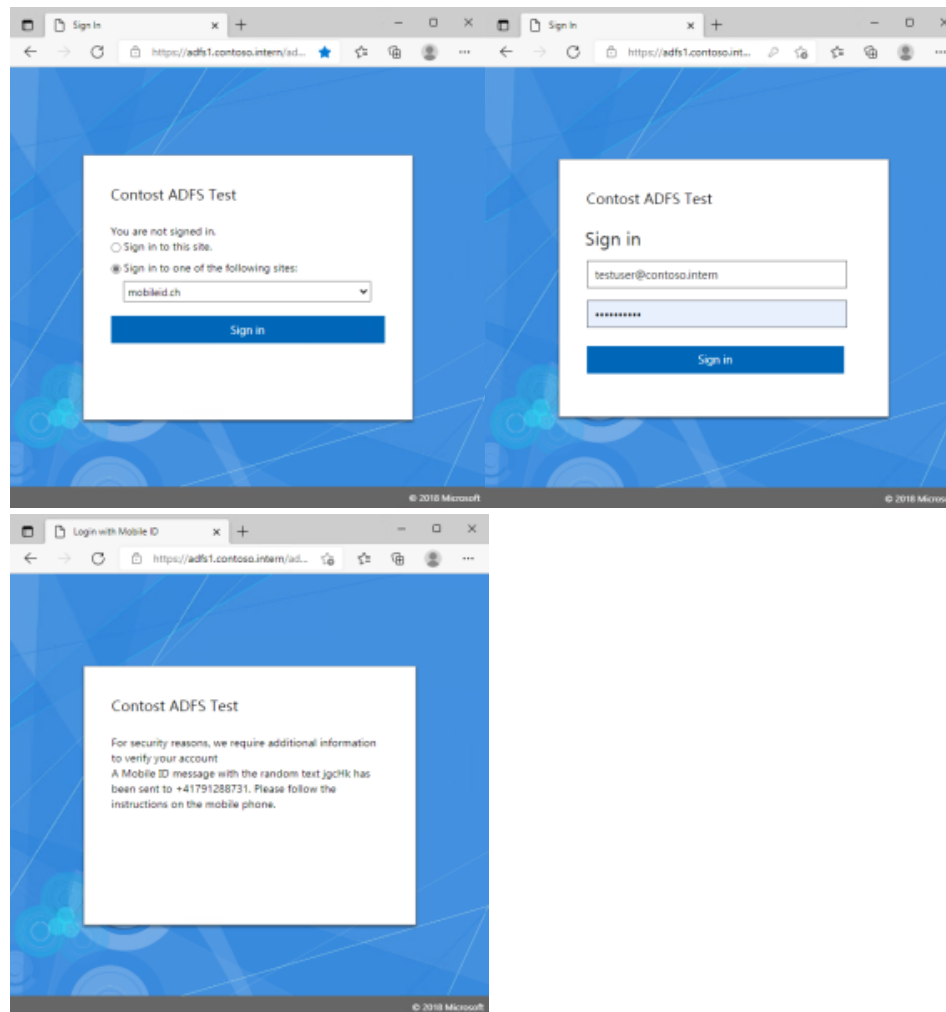 Sign In
https://adfs1.contoso.intern/ad...
Contost ADFS Test
You are not signed in.
Sign in to this site.
Sign in to one of the following sites:
mobileid.ch
Sign in
© 2018 Microsoft
Sign In
https://adfs1.contoso.int...
Contost ADFS Test
Sign in
testuser@contoso.intern
••••••••••
Sign in
© 2018 Micros
Login with Mobile ID
https://adfs1.contoso.intern/ad...
Contost ADFS Test
For security reasons, we require additional information
to verify your account
A Mobile ID message with the random text jgcHk has
been sent to +41791288731. Please follow the
instructions on the mobile phone.
© 2018 Microsoft